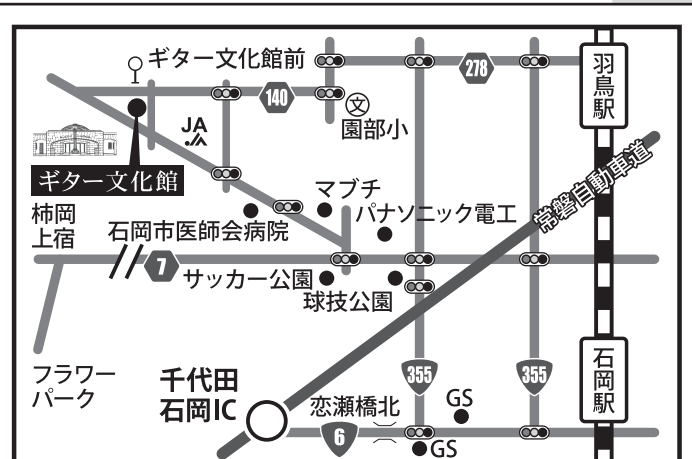 ギター文化館前
278
羽鳥駅
140
文
園部小
JA
ギター文化館
常磐自動車道
柿岡
上宿
マブチ
パナソニック電工
石岡市医師会病院
7
サッカー公園
球技公園
フラワー
パーク
千代田
石岡IC
恋瀬橋北
6
355
355
GS
GS
石岡駅